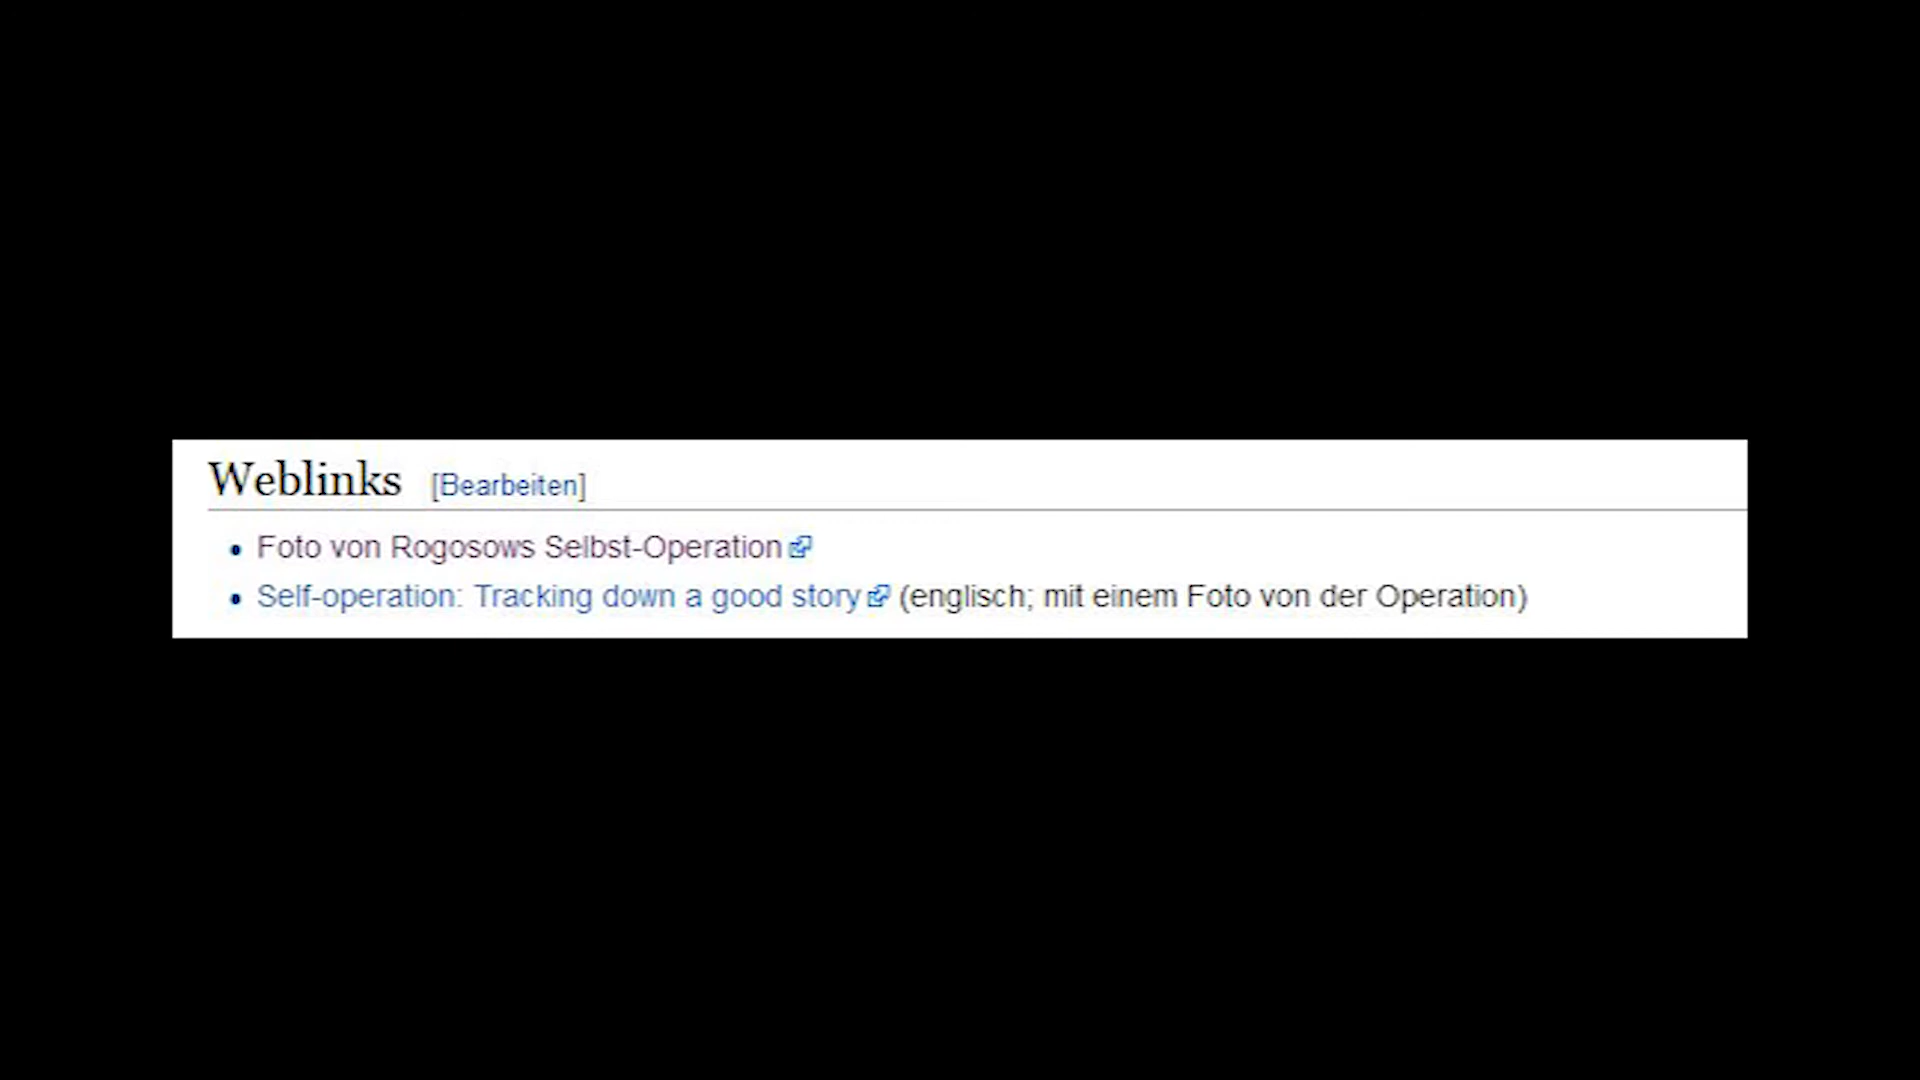 Weblinks [Bearbeiten]
• Foto von Rogosows Selbst-Operation
• Self-operation: Tracking down a good story (englisch; mit einem Foto von der Operation)